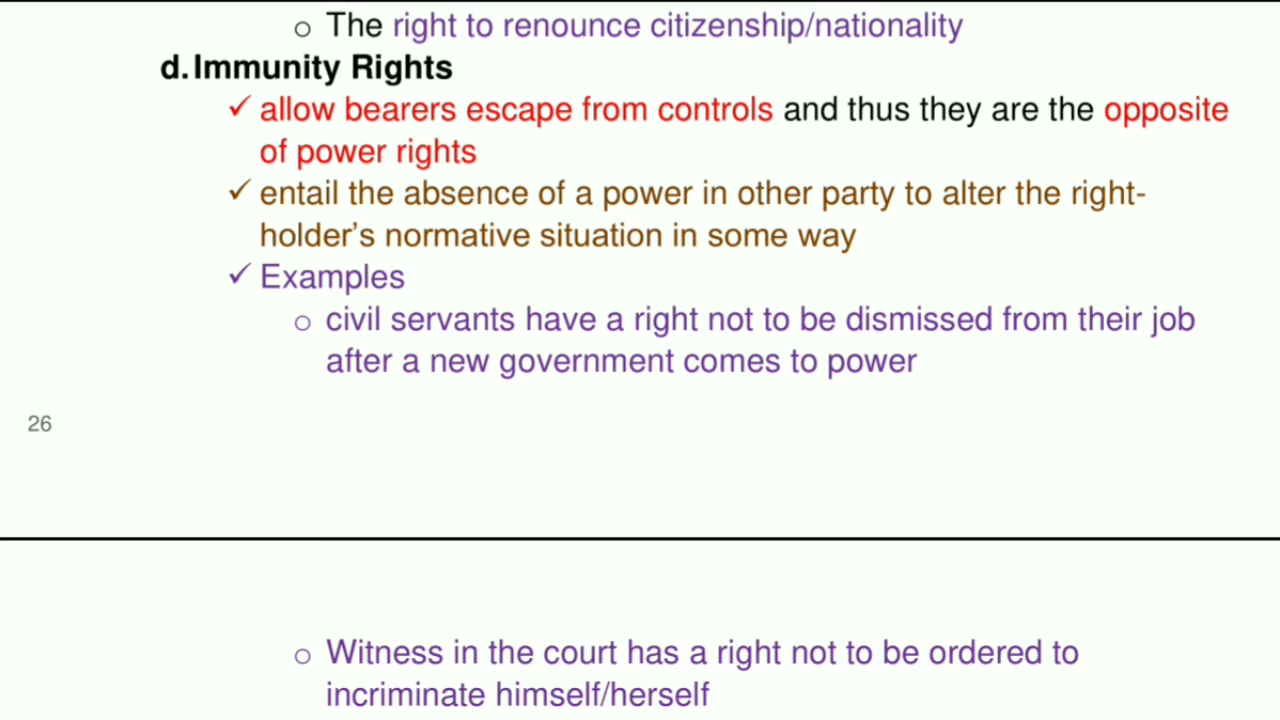 o The right to renounce citizenship/nationality
d. Immunity Rights
✓ allow bearers escape from controls and thus they are the opposite
of power rights
✓ entail the absence of a power in other party to alter the right-
holder's normative situation in some way
✓ Examples
o civil servants have a right not to be dismissed from their job
after a new government comes to power
26
o Witness in the court has a right not to be ordered to
incriminate himself/herself